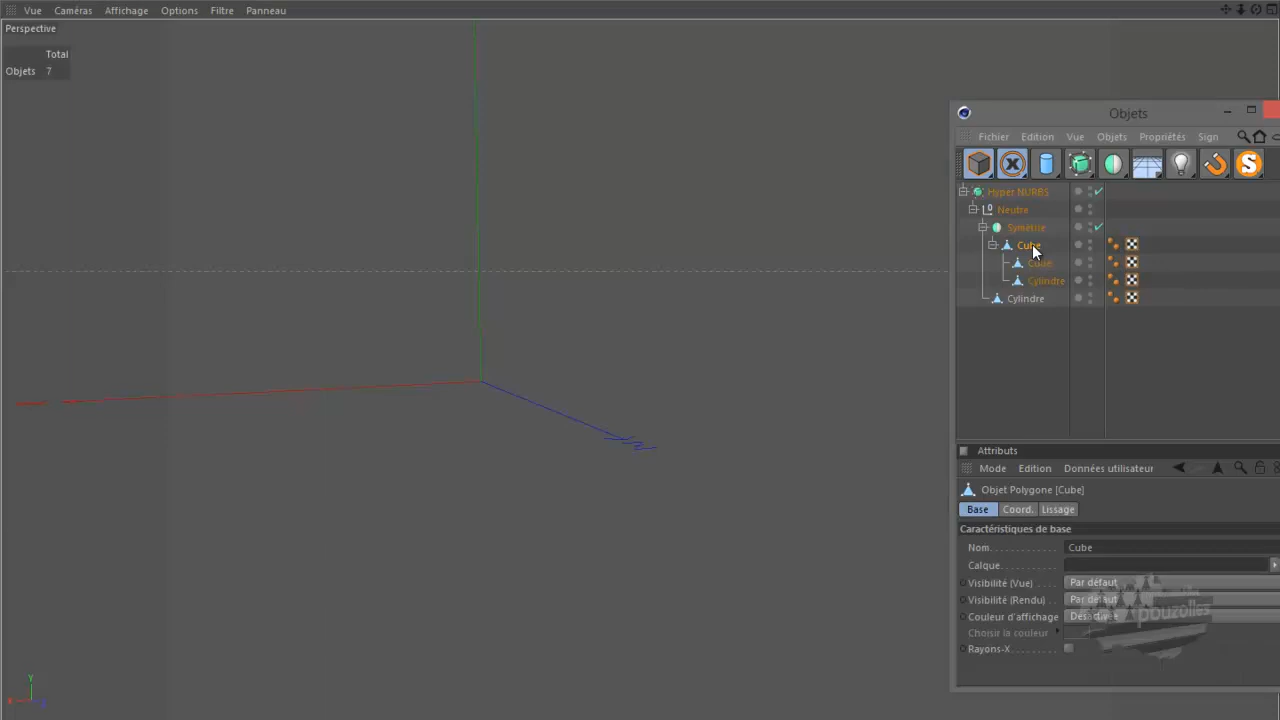 Vue Caméras Affichage Options Filtre Panneau
Perspective
Total
Objets 7
Objets
Fichier Edition Vue Objets Propriétés Sign
Hyper NURBS
Neutre
Symétrie
Cube
Cube
Cylindre
Cylindre
Attributs
Mode Edition Données utilisateur
Objet Polygone [Cube]
Base Coord. Lissage
Caractéristiques de base
Nom Cube
Calque
Visibilité (Vue) Par défaut
Visibilité (Rendu) Par défaut
Couleur d'affichage Désactivée
Choisir la couleur
Rayons-X
Y